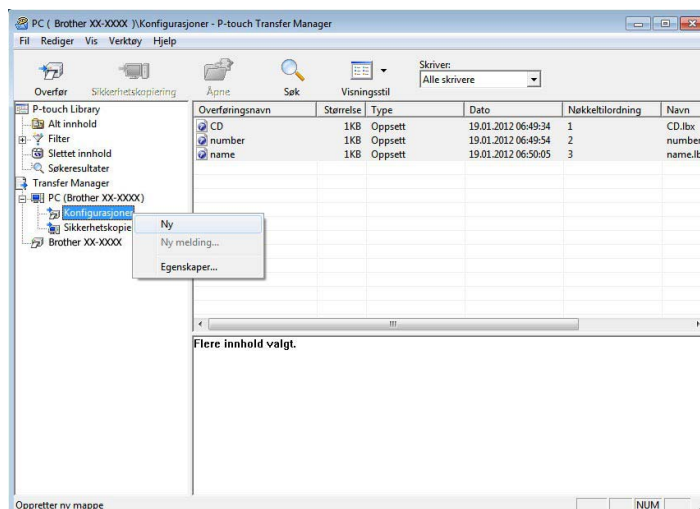 PC ( Brother XX-XXXX )\Konfigurasjoner - P-touch Transfer Manager
Fil Rediger Vis Verktøy Hjelp
Overfør Sikkerhetskopiering Åpne Søk Visningsstil
Skriver:
Alle skrivere
P-touch Library
Alt innhold
Filter
Slettet innhold
Søkeresultater
Transfer Manager
PC (Brother XX-XXXX)
Konfigurasjoner
Sikkerhetskopie
Brother XX-XXXX
Ny
Ny melding...
Egenskaper...
Overføringsnavn Størrelse Type Dato Nøkkeltilordning Navn
CD 1KB Oppsett 19.01.2012 06:49:34 1 CD.lbx
number 1KB Oppsett 19.01.2012 06:49:54 2 number
name 1KB Oppsett 19.01.2012 06:50:05 3 name.lb
Flere innhold valgt.
Oppretter ny mappe
NUM